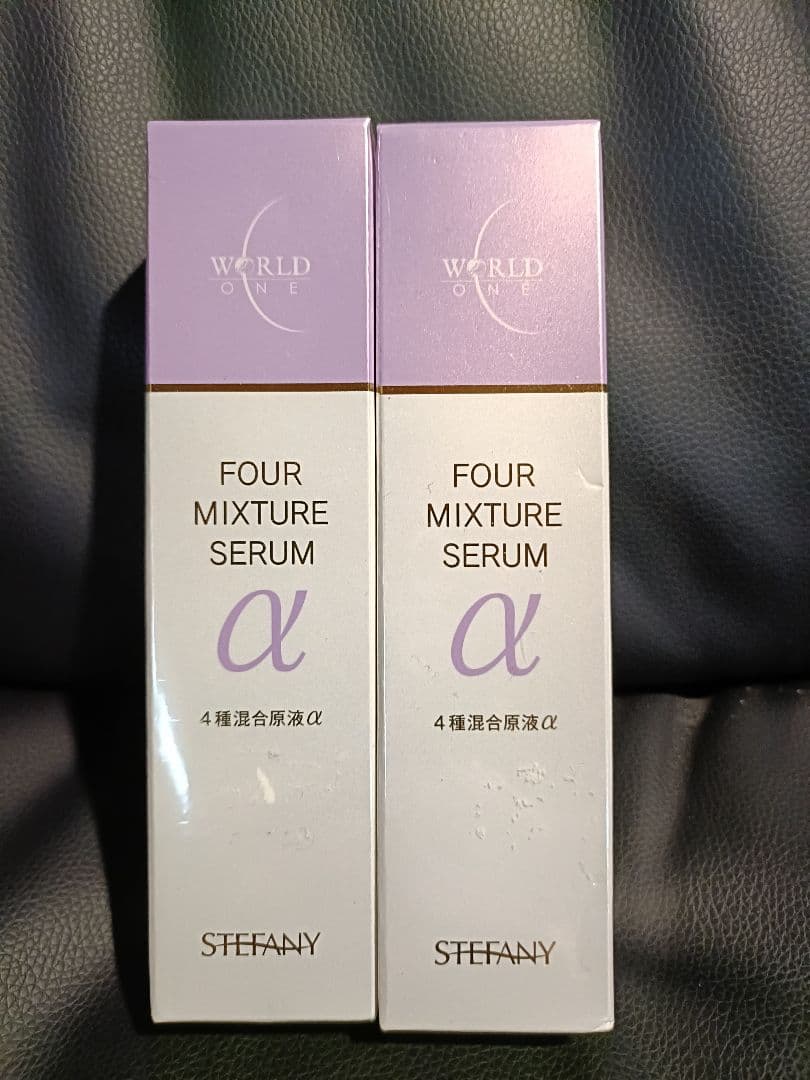 WORLD
ONE
FOUR
MIXTURE
SERUM
α
4種混合原液α
STEFANY
WORLD
ONE
FOUR
MIXTURE
SERUM
α
4種混合原液α
STEFANY